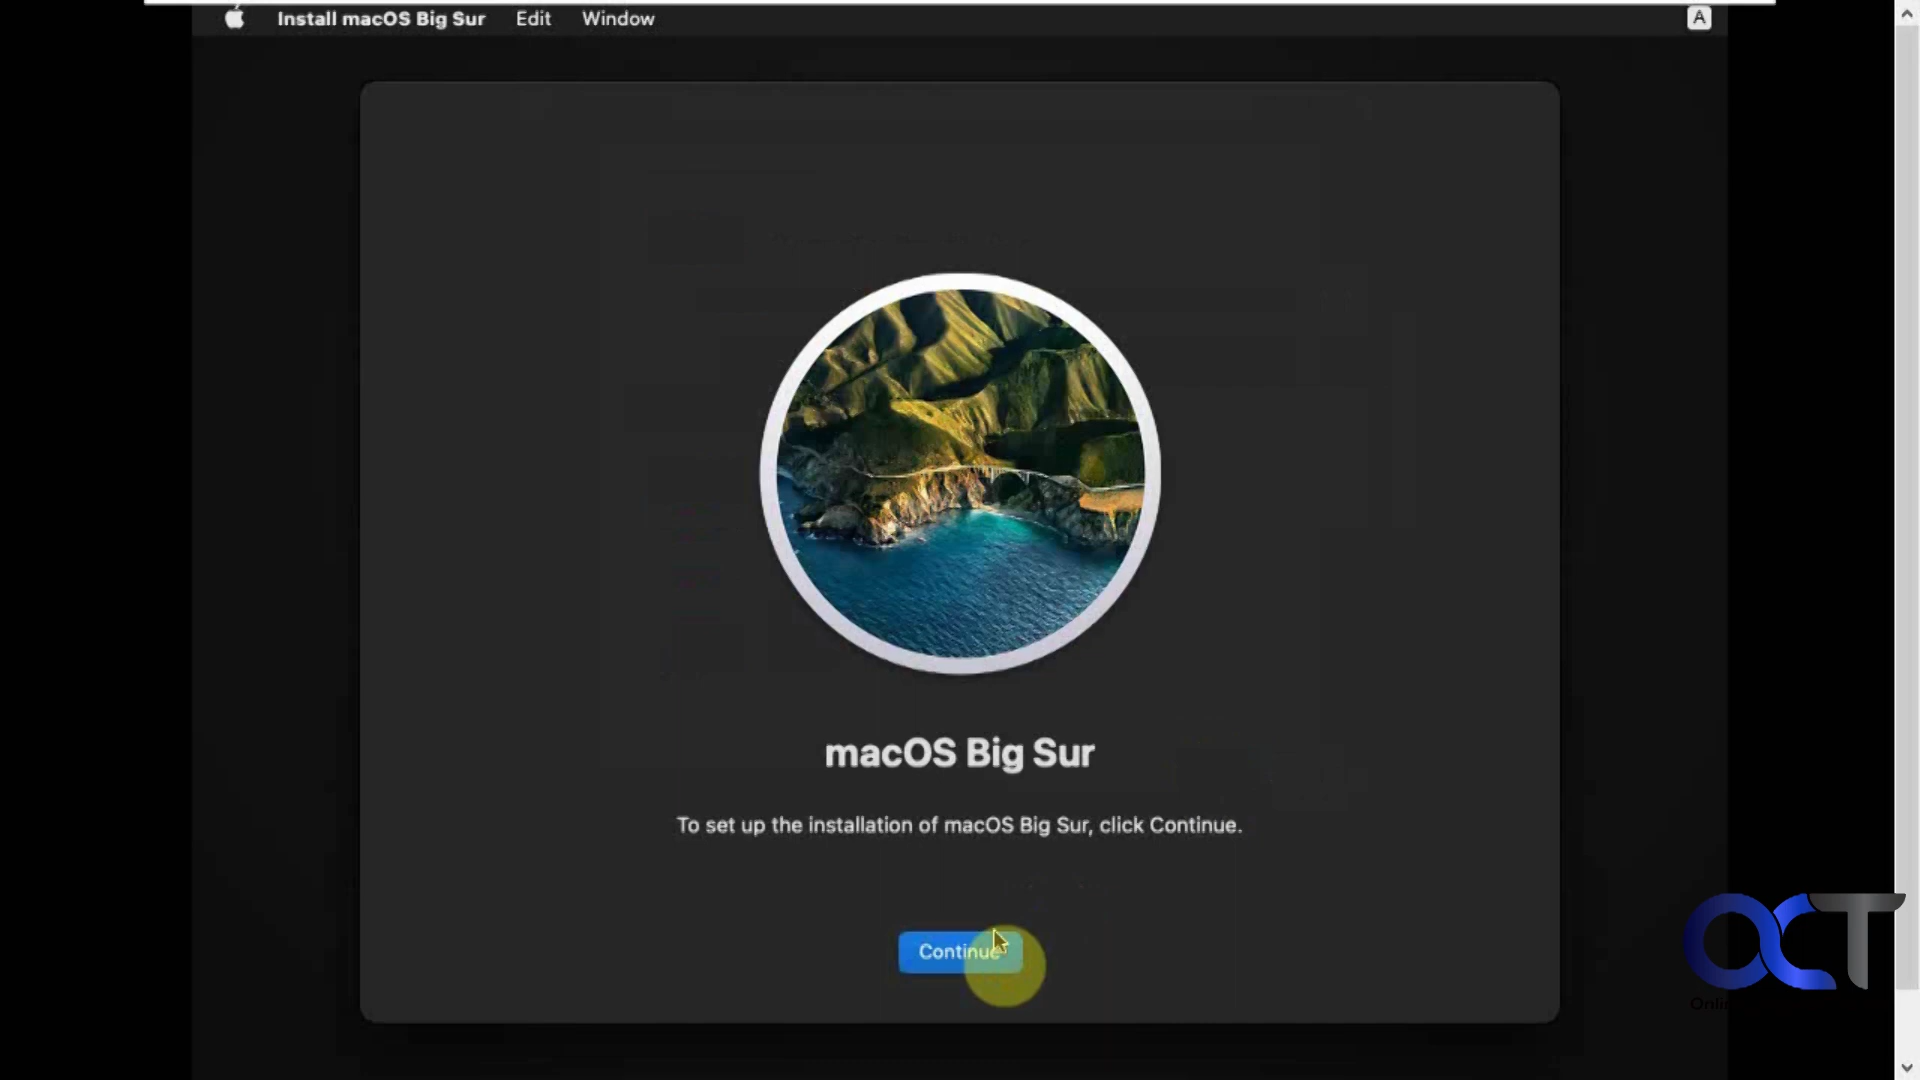 Install macOS Big Sur Edit Window A
macOS Big Sur
To set up the installation of macOS Big Sur, click Continue.
Continue
OCT